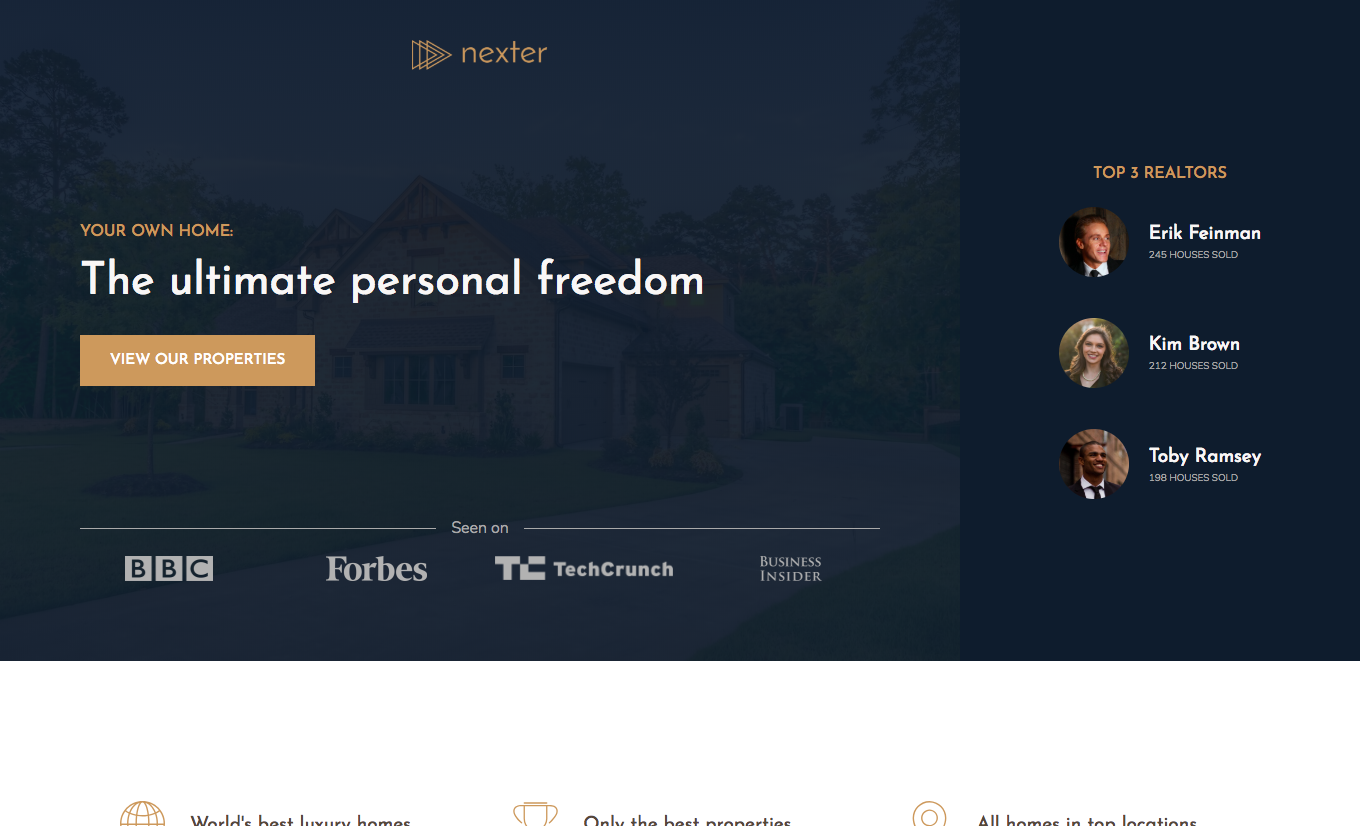 nexter
YOUR OWN HOME:
The ultimate personal freedom
VIEW OUR PROPERTIES
Seen on
BBC
Forbes
TC TechCrunch
BUSINESS
INSIDER
TOP 3 REALTORS
Erik Feinman
245 HOUSES SOLD
Kim Brown
212 HOUSES SOLD
Toby Ramsey
198 HOUSES SOLD
World's best luxury homes
Only the best properties
All homes in top locations